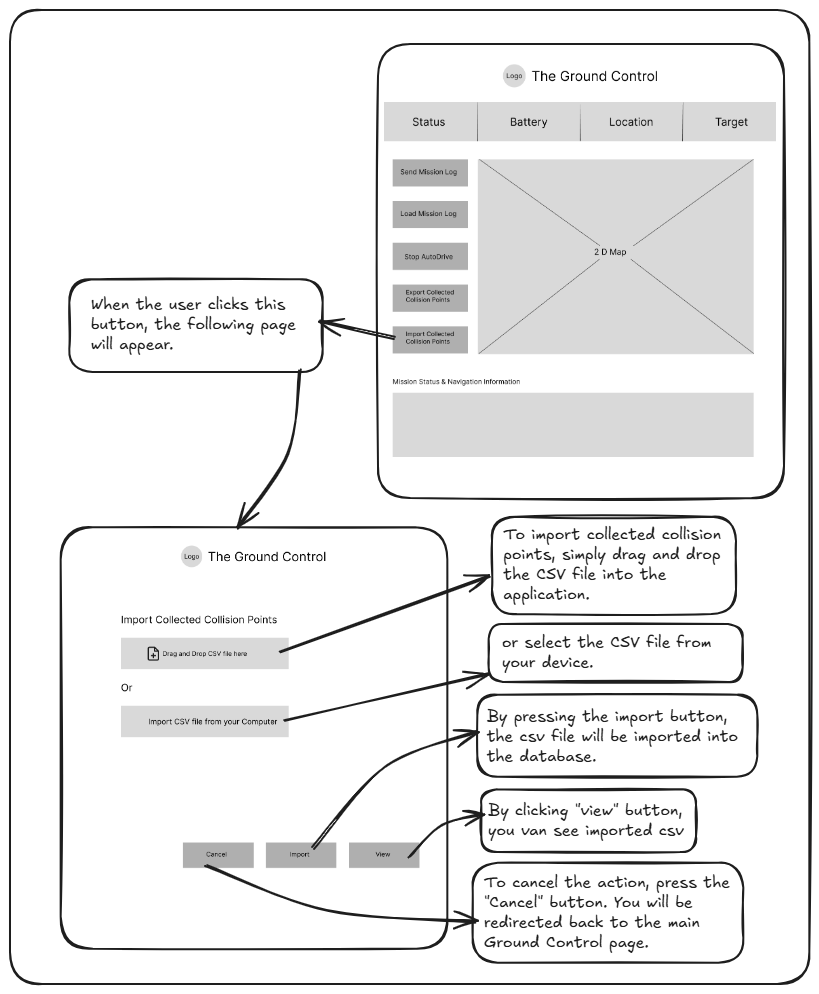 Logo The Ground Control
Status Battery Location Target
Send Mission Log
Load Mission Log
Stop AutoDrive
Export Collected
Collision Points
Import Collected
Collision Points
2 D Map
Mission Status & Navigation Information
When the user clicks this
button, the following page
will appear.
Logo The Ground Control
Import Collected Collision Points
Drag and Drop CSV file here
Or
Import CSV file from your Computer
Cancel Import View
To import collected collision
points, simply drag and drop
the CSV file into the
application.
or select the CSV file from
your device.
By pressing the import button,
the csv file will be imported into
the database.
By clicking "view" button,
you van see imported csv
To cancel the action, press the
"Cancel" button. You will be
redirected back to the main
Ground Control page.